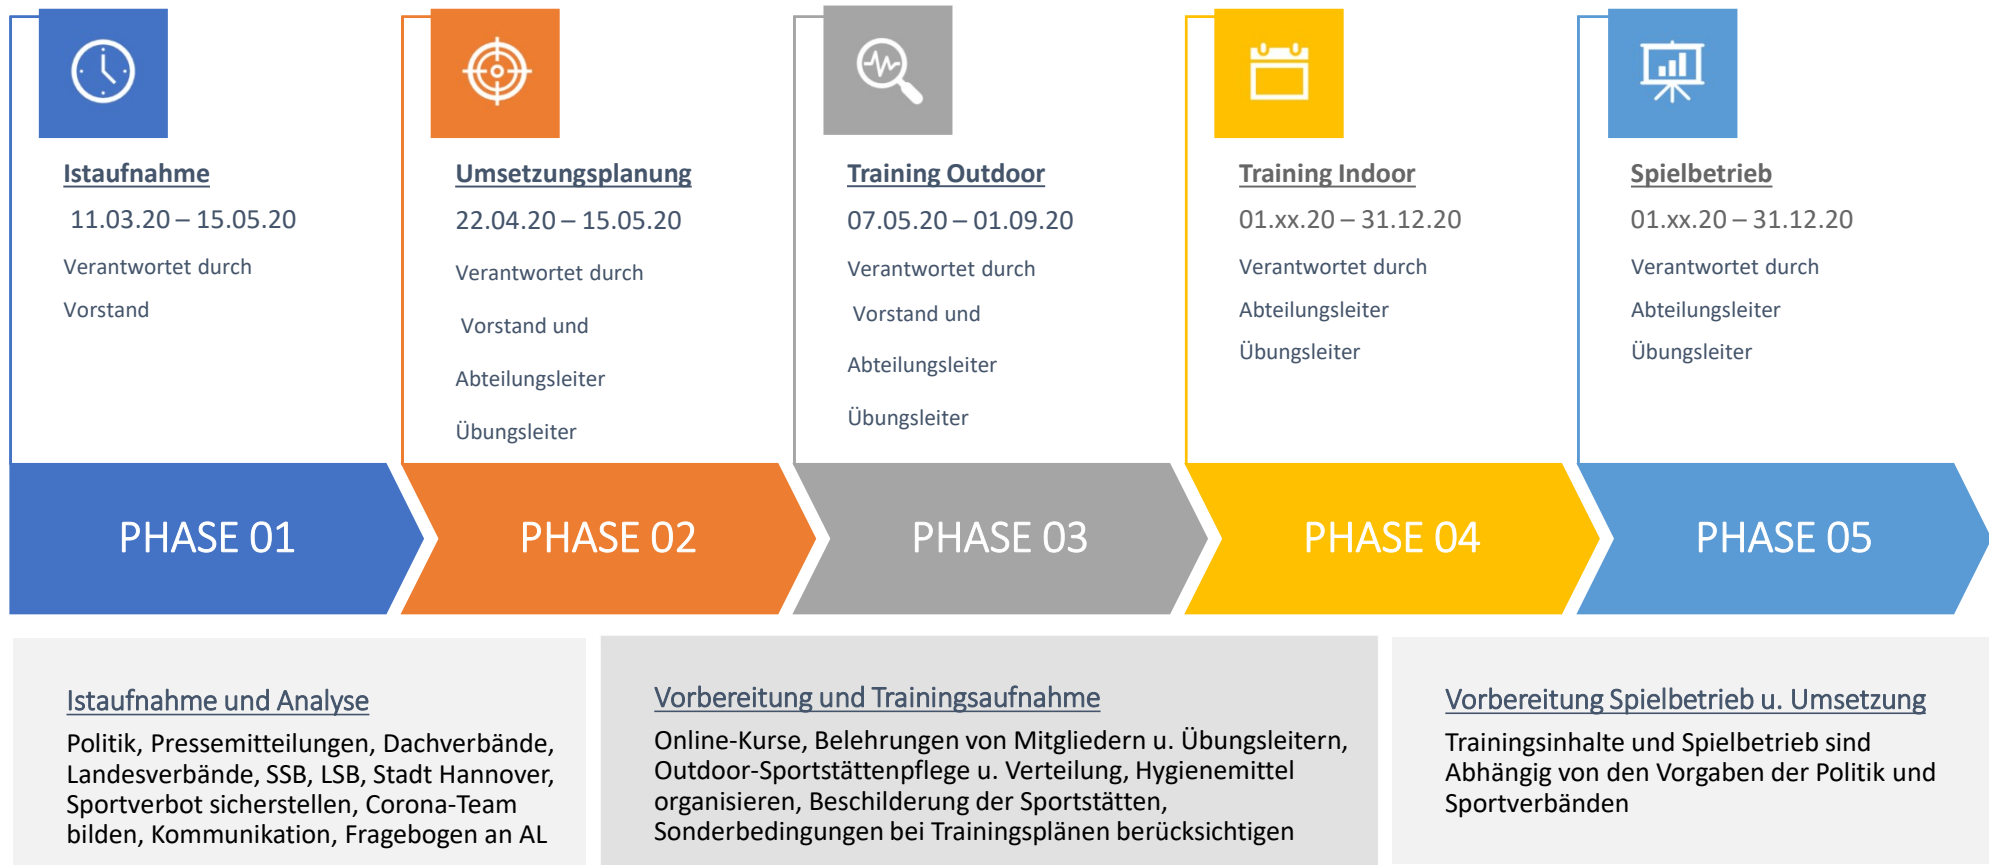 Istaufnahme
11.03.20 – 15.05.20
Verantwortet durch
Vorstand
Umsetzungsplanung
22.04.20 – 15.05.20
Verantwortet durch
Vorstand und
Abteilungsleiter
Übungsleiter
Training Outdoor
07.05.20 – 01.09.20
Verantwortet durch
Vorstand und
Abteilungsleiter
Übungsleiter
Training Indoor
01.xx.20 – 31.12.20
Verantwortet durch
Abteilungsleiter
Übungsleiter
Spielbetrieb
01.xx.20 – 31.12.20
Verantwortet durch
Abteilungsleiter
Übungsleiter
PHASE 01
PHASE 02
PHASE 03
PHASE 04
PHASE 05
Istaufnahme und Analyse
Politik, Pressemitteilungen, Dachverbände,
Landesverbände, SSB, LSB, Stadt Hannover,
Sportverbot sicherstellen, Corona-Team
bilden, Kommunikation, Fragebogen an AL
Vorbereitung und Trainingsaufnahme
Online-Kurse, Belehrungen von Mitgliedern u. Übungsleitern,
Outdoor-Sportstättenpflege u. Verteilung, Hygienemittel
organisieren, Beschilderung der Sportstätten,
Sonderbedingungen bei Trainingsplänen berücksichtigen
Vorbereitung Spielbetrieb u. Umsetzung
Trainingsinhalte und Spielbetrieb sind
Abhängig von den Vorgaben der Politik und
Sportverbänden